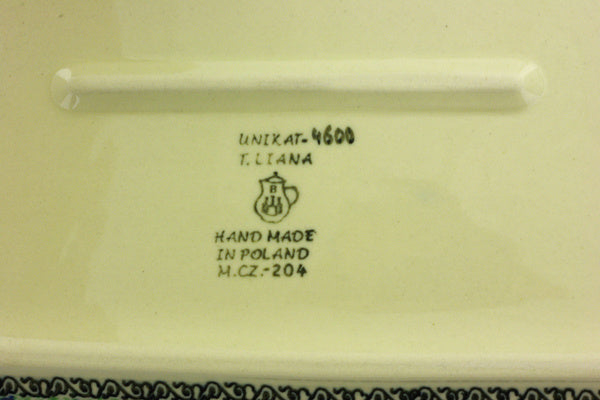 UNIKAT-4600
T. LIANA
B
HAND MADE
IN POLAND
M.CZ.-204